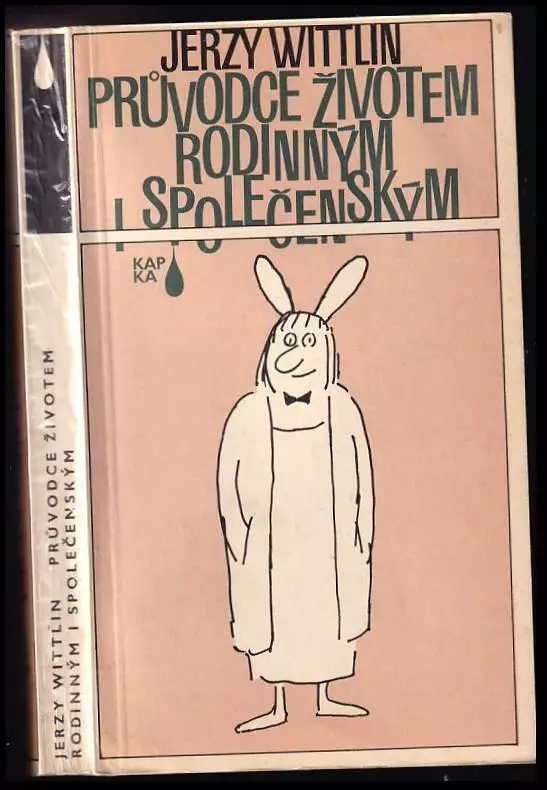 JERZY WITTLIN
PRŮVODCE ŽIVOTEM
RODINNÝM
I SPOLEČENSKÝM
KAP
KA
JERZY WITTLIN PRŮVODCE ŽIVOTEM
RODINNÝM I SPOLEČENSKÝM